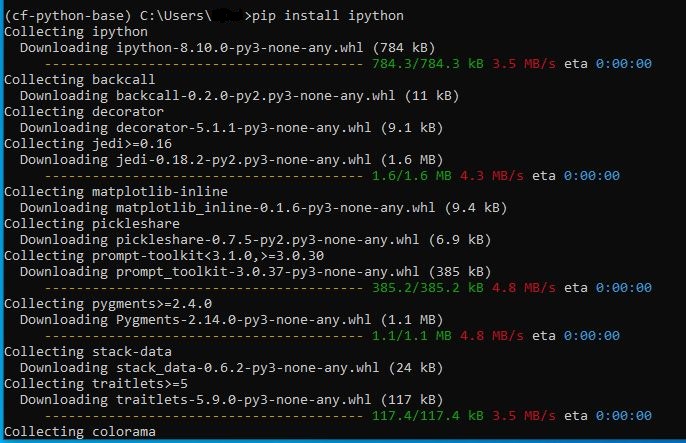 (cf-python-base) C:\Users\ >pip install ipython
Collecting ipython
  Downloading ipython-8.10.0-py3-none-any.whl (784 kB)
     ---------------------------------------- 784.3/784.3 kB 3.5 MB/s eta 0:00:00
Collecting backcall
  Downloading backcall-0.2.0-py2.py3-none-any.whl (11 kB)
Collecting decorator
  Downloading decorator-5.1.1-py3-none-any.whl (9.1 kB)
Collecting jedi>=0.16
  Downloading jedi-0.18.2-py2.py3-none-any.whl (1.6 MB)
     ---------------------------------------- 1.6/1.6 MB 4.3 MB/s eta 0:00:00
Collecting matplotlib-inline
  Downloading matplotlib_inline-0.1.6-py3-none-any.whl (9.4 kB)
Collecting pickleshare
  Downloading pickleshare-0.7.5-py2.py3-none-any.whl (6.9 kB)
Collecting prompt-toolkit<3.1.0,>=3.0.30
  Downloading prompt_toolkit-3.0.37-py3-none-any.whl (385 kB)
     ---------------------------------------- 385.2/385.2 kB 4.8 MB/s eta 0:00:00
Collecting pygments>=2.4.0
  Downloading Pygments-2.14.0-py3-none-any.whl (1.1 MB)
     ---------------------------------------- 1.1/1.1 MB 4.8 MB/s eta 0:00:00
Collecting stack-data
  Downloading stack_data-0.6.2-py3-none-any.whl (24 kB)
Collecting traitlets>=5
  Downloading traitlets-5.9.0-py3-none-any.whl (117 kB)
     ---------------------------------------- 117.4/117.4 kB 3.5 MB/s eta 0:00:00
Collecting colorama